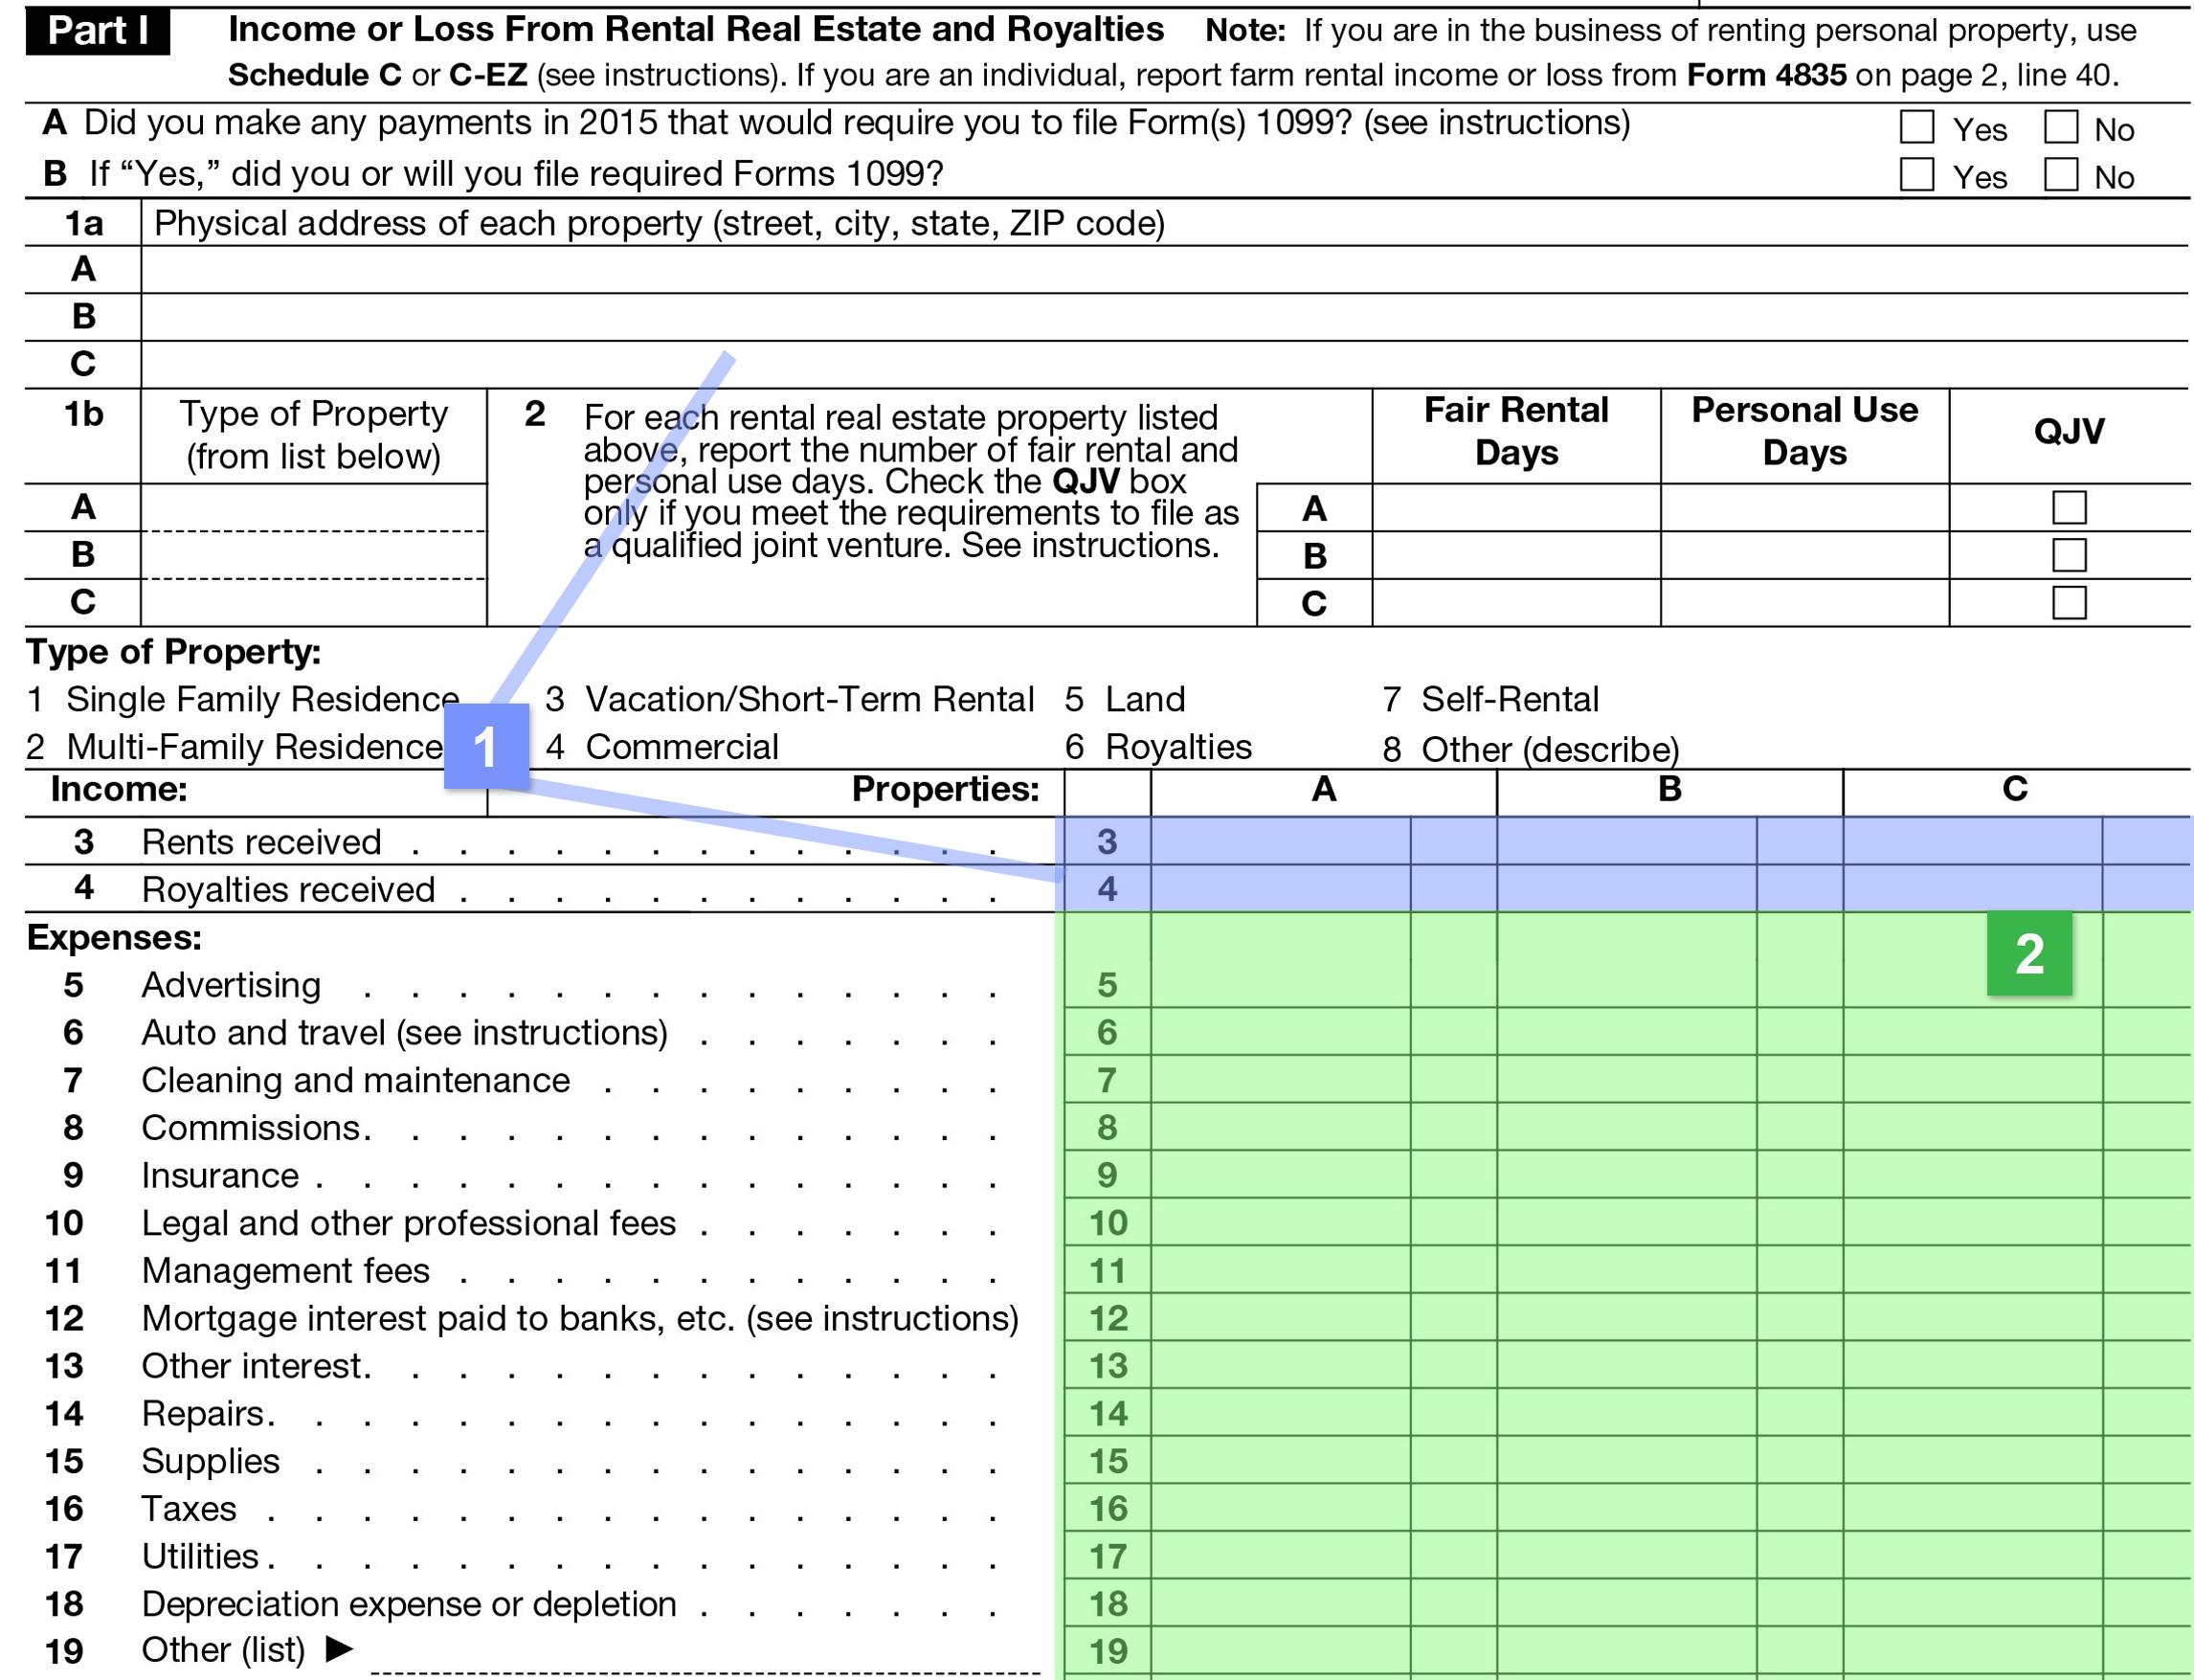 Part I Income or Loss From Rental Real Estate and Royalties Note: If you are in the business of renting personal property, use
Schedule C or C-EZ (see instructions). If you are an individual, report farm rental income or loss from Form 4835 on page 2, line 40.
A Did you make any payments in 2015 that would require you to file Form(s) 1099? (see instructions) Yes No
B If “Yes,” did you or will you file required Forms 1099? Yes No
1a Physical address of each property (street, city, state, ZIP code)
A
B
C
1b Type of Property
(from list below)
A
B
C
2 For each rental real estate property listed
above, report the number of fair rental and
personal use days. Check the QJV box
only if you meet the requirements to file as
a qualified joint venture. See instructions.
Fair Rental
Days
Personal Use
Days
QJV
A
B
C
Type of Property:
1 Single Family Residence 3 Vacation/Short-Term Rental 5 Land 7 Self-Rental
2 Multi-Family Residence 4 Commercial 6 Royalties 8 Other (describe)
1
Income: Properties: A B C
3 Rents received . . . . . . . . . . . . . 3
4 Royalties received . . . . . . . . . . . . 4
Expenses:
2
5 Advertising . . . . . . . . . . . . . . 5
6 Auto and travel (see instructions) . . . . . . . 6
7 Cleaning and maintenance . . . . . . . . . 7
8 Commissions . . . . . . . . . . . . . . 8
9 Insurance . . . . . . . . . . . . . . . 9
10 Legal and other professional fees . . . . . . . 10
11 Management fees . . . . . . . . . . . . 11
12 Mortgage interest paid to banks, etc. (see instructions) 12
13 Other interest . . . . . . . . . . . . . . 13
14 Repairs . . . . . . . . . . . . . . . . 14
15 Supplies . . . . . . . . . . . . . . . 15
16 Taxes . . . . . . . . . . . . . . . . 16
17 Utilities . . . . . . . . . . . . . . . . 17
18 Depreciation expense or depletion . . . . . . . 18
19 Other (list) ▶ 19